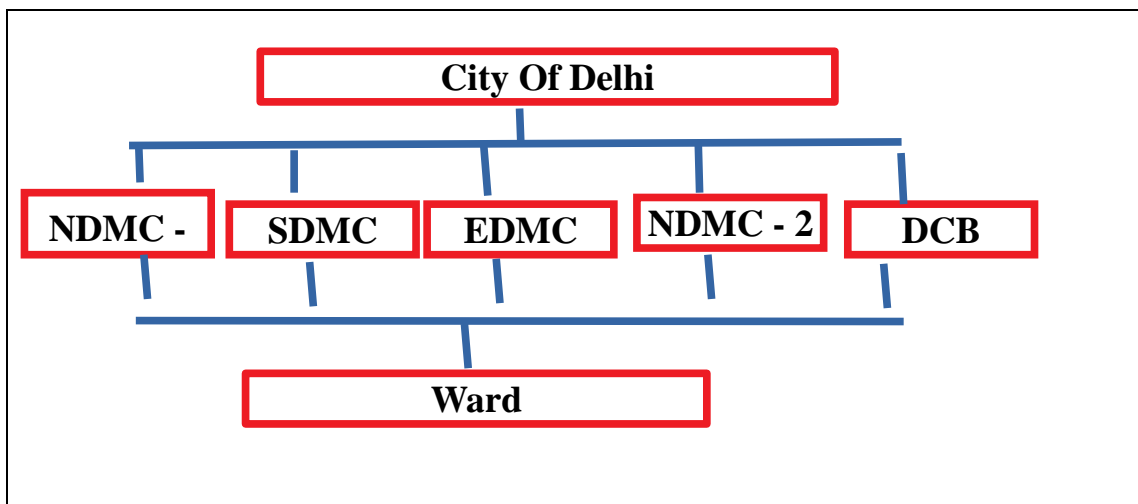 City Of Delhi
NDMC -
SDMC
EDMC
NDMC - 2
DCB
Ward